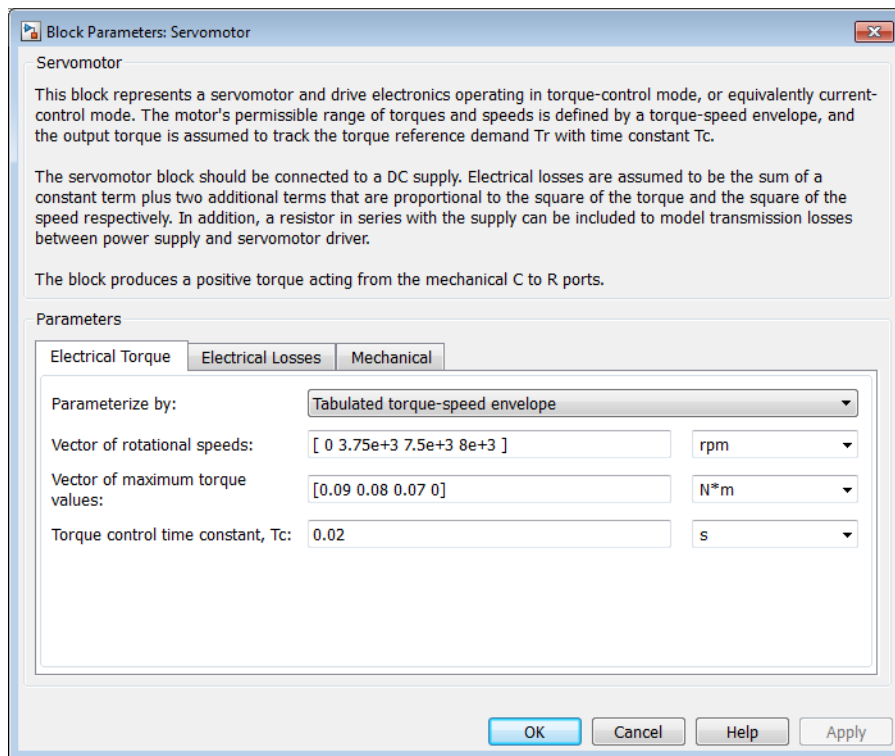 Block Parameters: Servomotor
Servomotor
This block represents a servomotor and drive electronics operating in torque-control mode, or equivalently current-
control mode. The motor's permissible range of torques and speeds is defined by a torque-speed envelope, and
the output torque is assumed to track the torque reference demand Tr with time constant Tc.
The servomotor block should be connected to a DC supply. Electrical losses are assumed to be the sum of a
constant term plus two additional terms that are proportional to the square of the torque and the square of the
speed respectively. In addition, a resistor in series with the supply can be included to model transmission losses
between power supply and servomotor driver.
The block produces a positive torque acting from the mechanical C to R ports.
Parameters
Electrical Torque Electrical Losses Mechanical
Parameterize by: Tabulated torque-speed envelope
Vector of rotational speeds: [ 0 3.75e+3 7.5e+3 8e+3 ] rpm
Vector of maximum torque
values: [0.09 0.08 0.07 0] N*m
Torque control time constant, Tc: 0.02 s
OK Cancel Help Apply